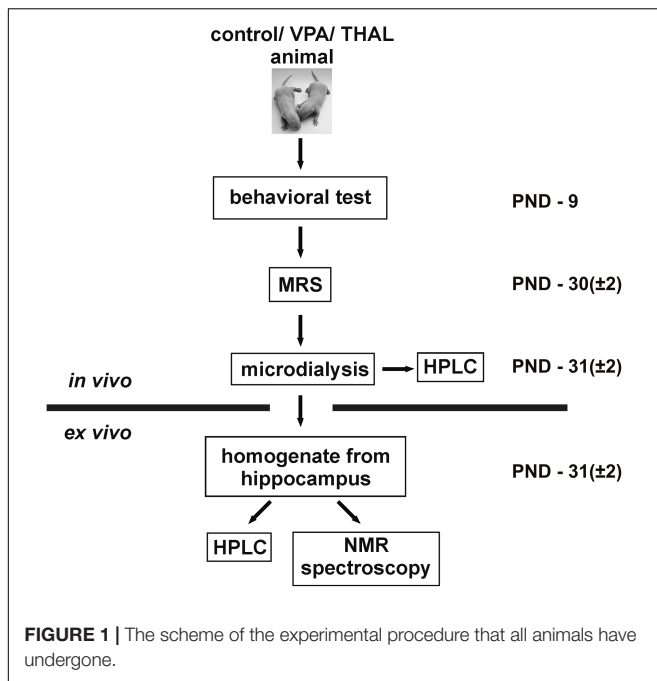 control/ VPA/ THAL
animal
behavioral test
PND - 9
MRS
PND - 30(±2)
microdialysis
HPLC
PND - 31(±2)
in vivo
ex vivo
homogenate from
hippocampus
PND - 31(±2)
HPLC
NMR
spectroscopy
FIGURE 1 | The scheme of the experimental procedure that all animals have
undergone.